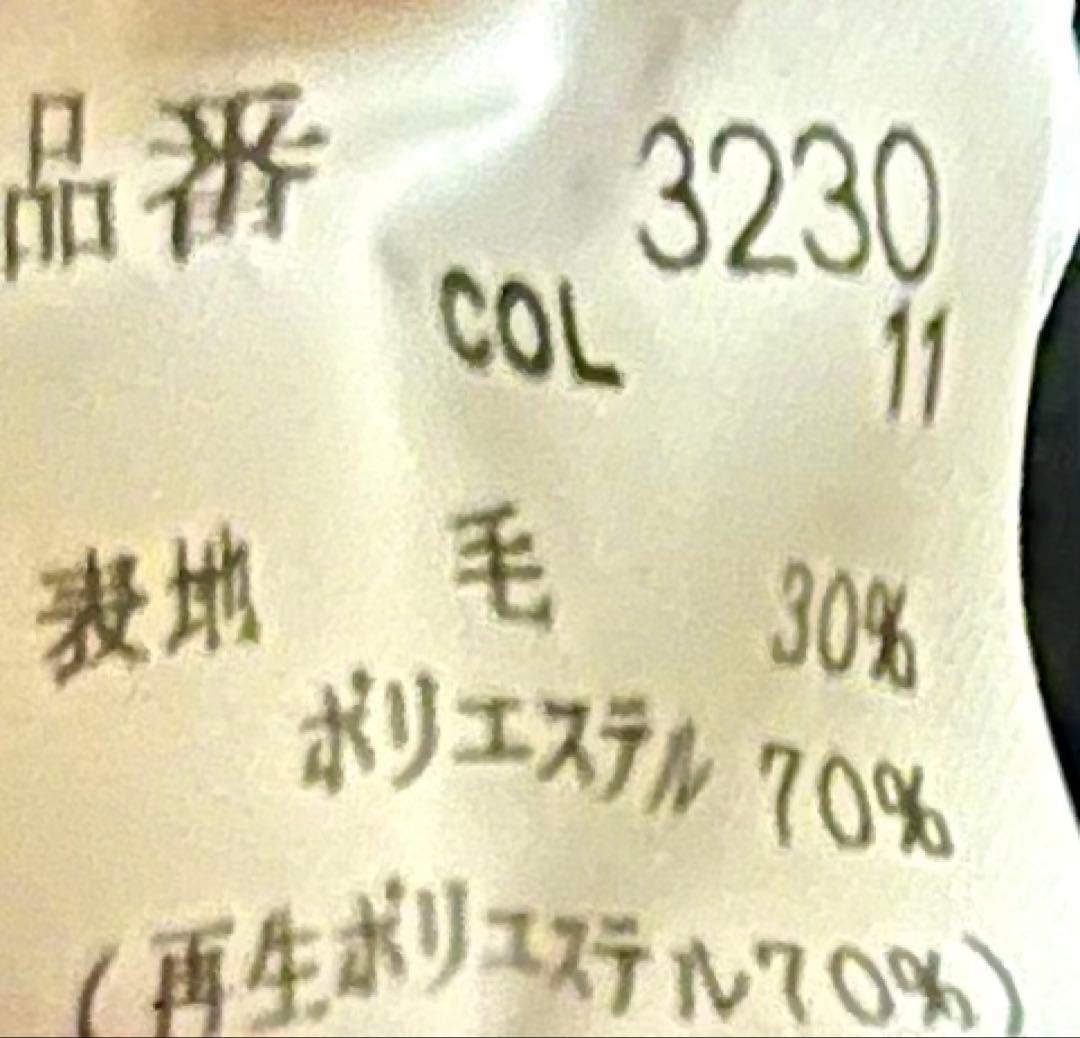 品番 3230
COL 11
表地 毛 30%
ポリエステル 70%
(再生ポリエステル70%)